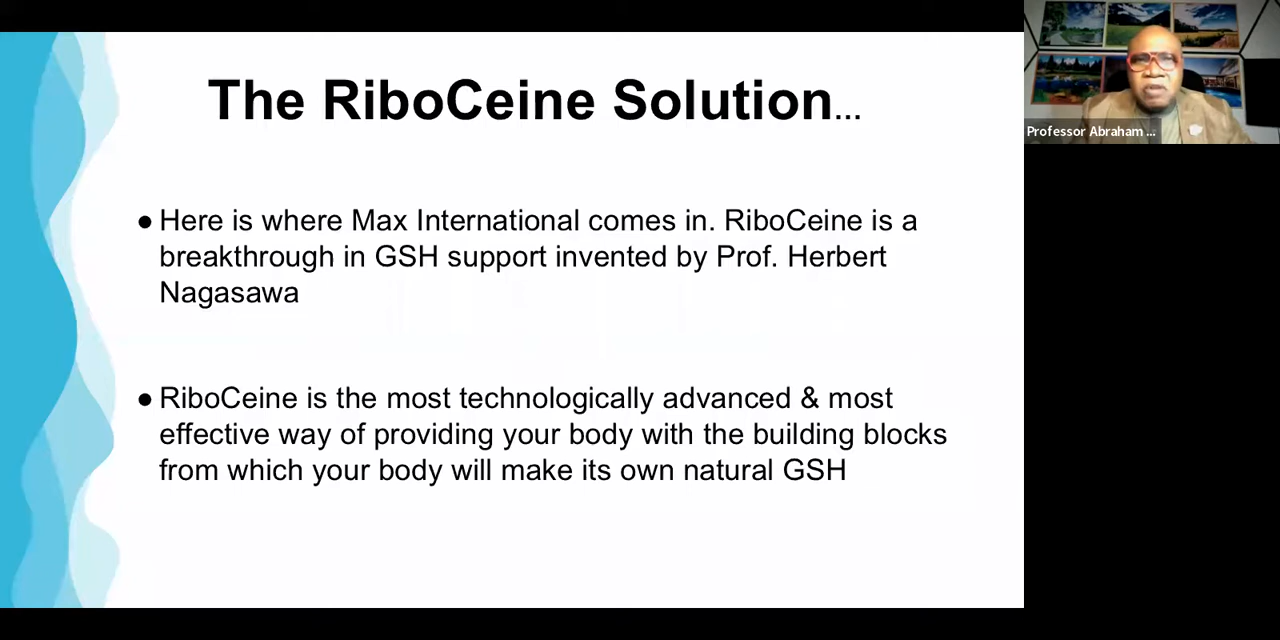 The RiboCeine Solution...
● Here is where Max International comes in. RiboCeine is a
breakthrough in GSH support invented by Prof. Herbert
Nagasawa
● RiboCeine is the most technologically advanced & most
effective way of providing your body with the building blocks
from which your body will make its own natural GSH
Professor Abraham ...